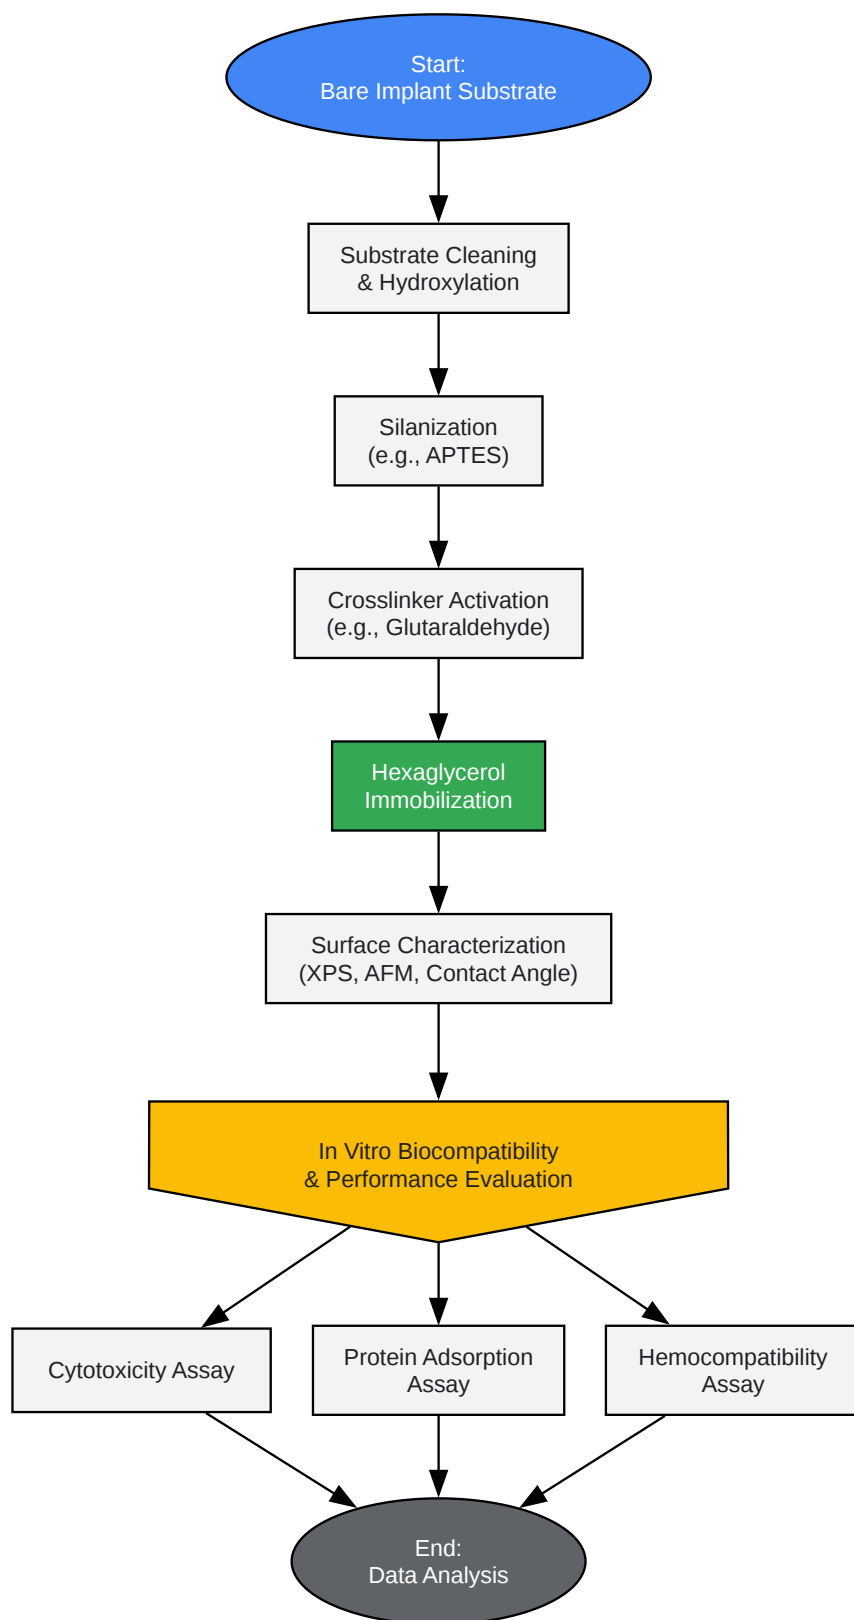 Start:
Bare Implant Substrate
Substrate Cleaning
& Hydroxylation
Silanization
(e.g., APTES)
Crosslinker Activation
(e.g., Glutaraldehyde)
Hexaglycerol
Immobilization
Surface Characterization
(XPS, AFM, Contact Angle)
In Vitro Biocompatibility
& Performance Evaluation
Cytotoxicity Assay
Protein Adsorption
Assay
Hemocompatibility
Assay
End:
Data Analysis